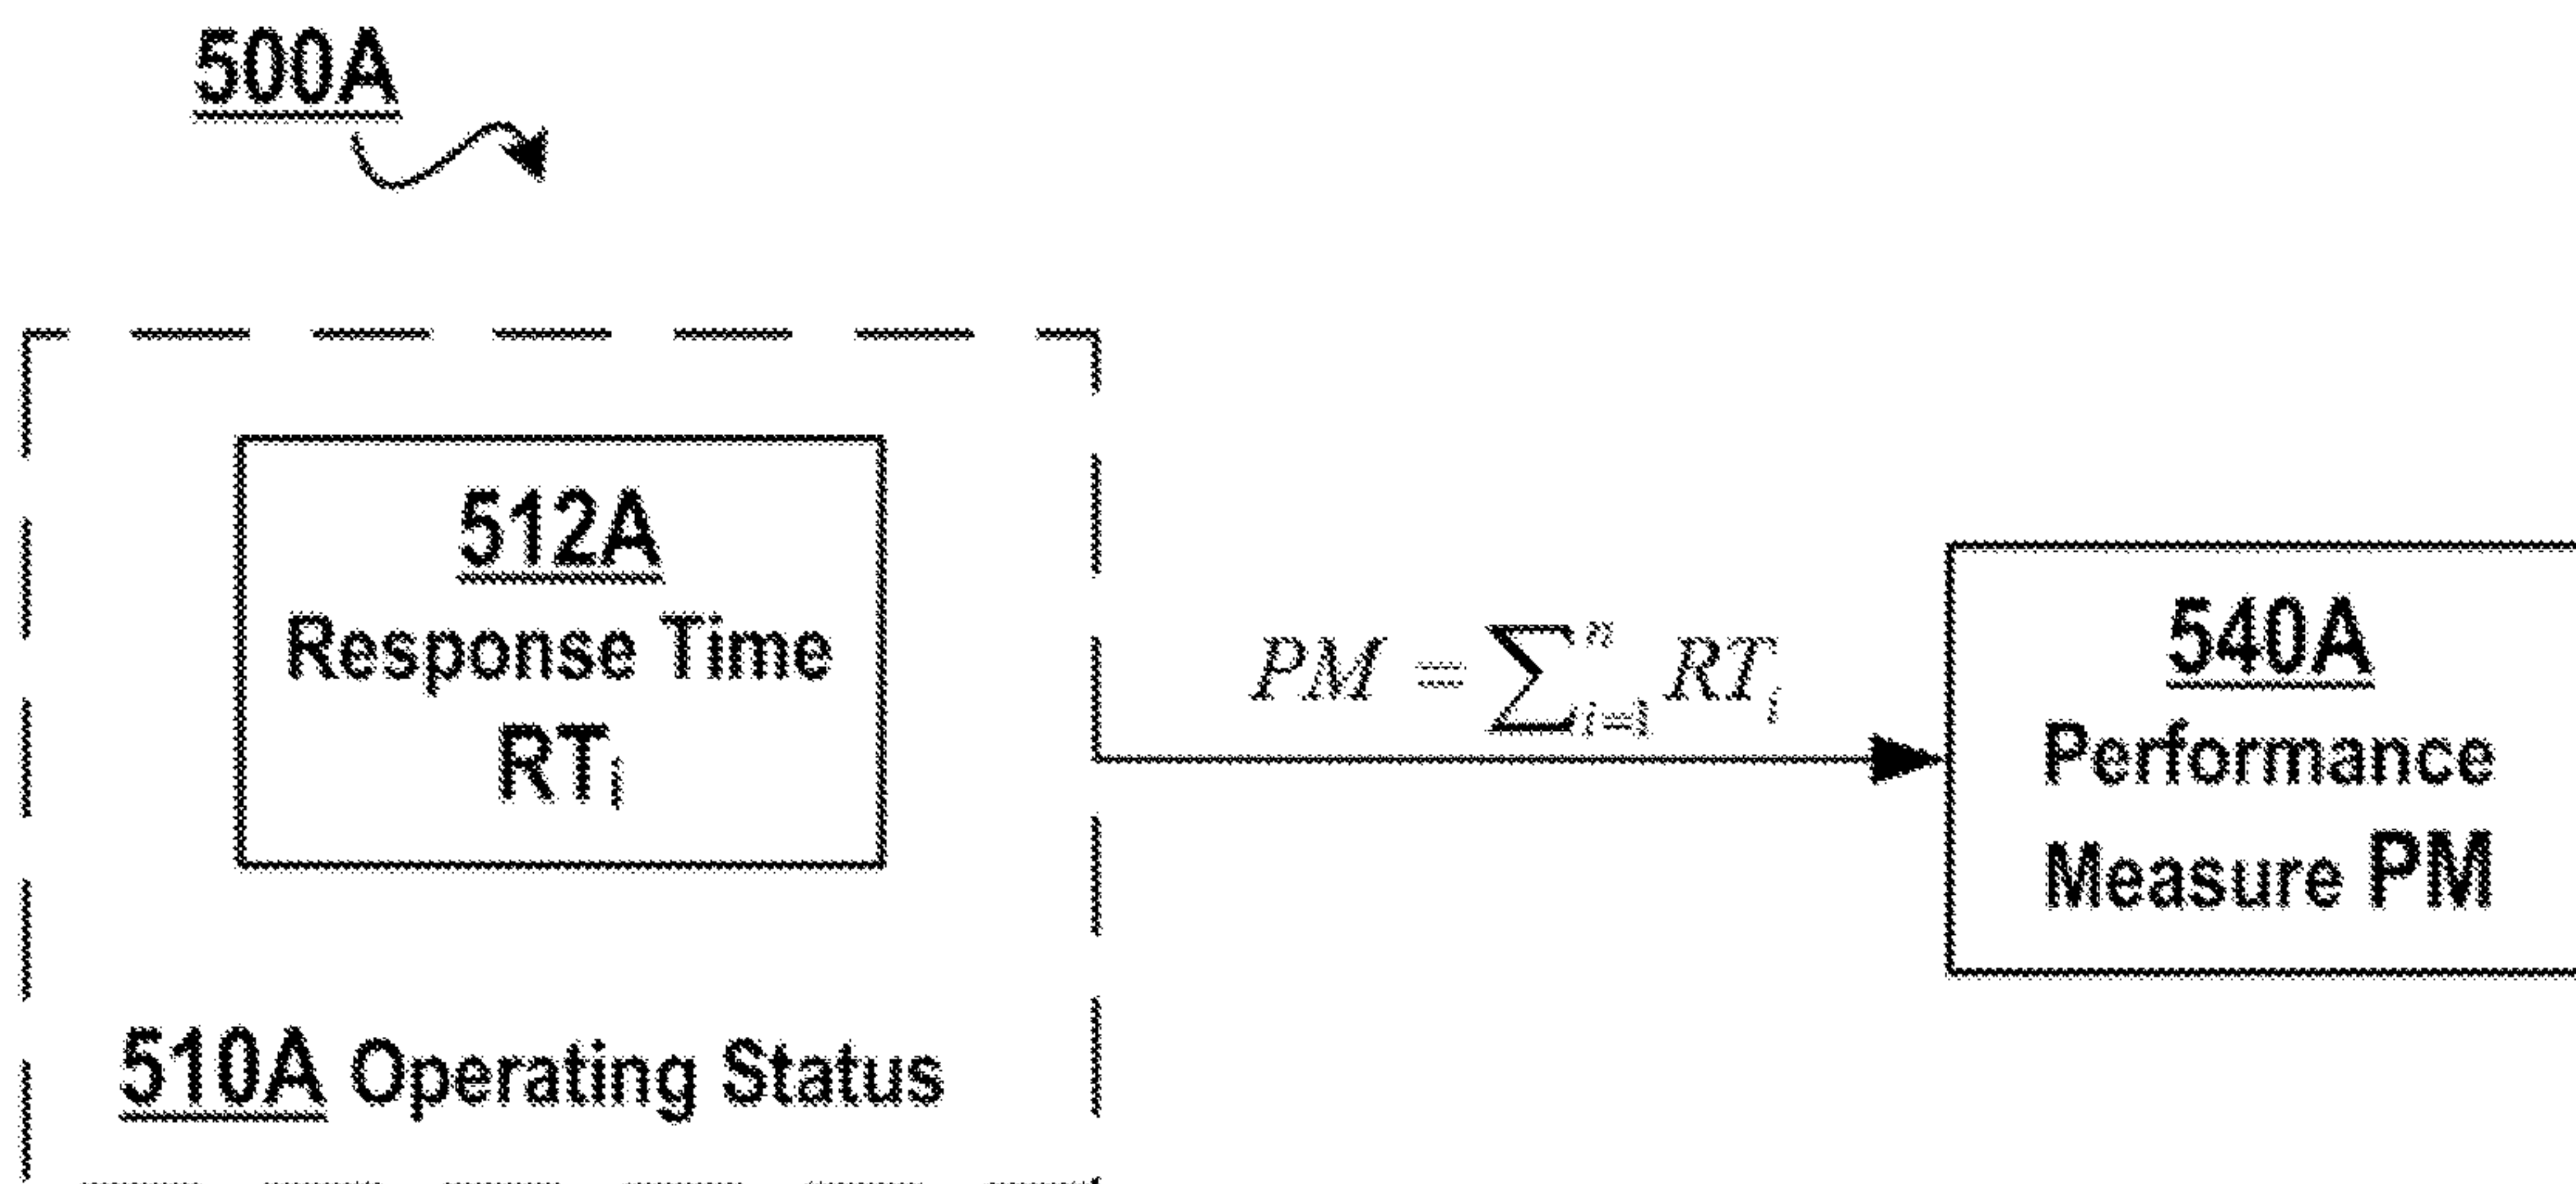 500A
512A
Response Time
RTᵢ
510A Operating Status
PM = ∑ⁿᵢ₌₁ RTᵢ
540A
Performance
Measure PM